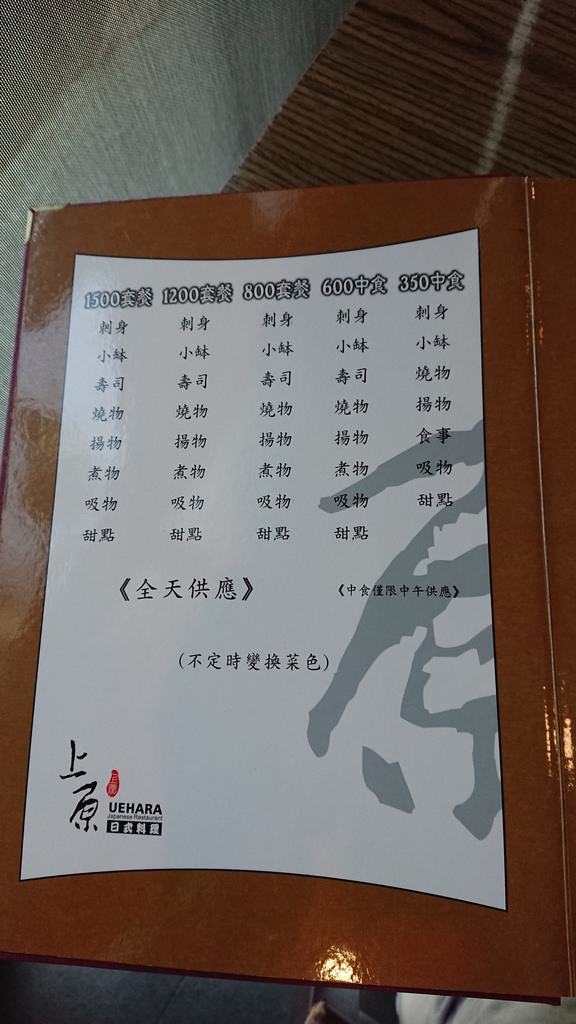 1500套餐 1200套餐 800套餐 600中食 350中食
刺身 刺身 刺身 刺身 刺身
小缽 小缽 小缽 小缽 小缽
壽司 壽司 壽司 壽司 燒物
燒物 燒物 燒物 燒物 揚物
揚物 揚物 揚物 揚物 食事
煮物 煮物 煮物 煮物 吸物
吸物 吸物 吸物 吸物 甜點
甜點 甜點 甜點 甜點
《全天供應》 《中食僅限中午供應》
(不定時變換菜色)
上原
上原
UEHARA
Japanese Restaurant
日式料理